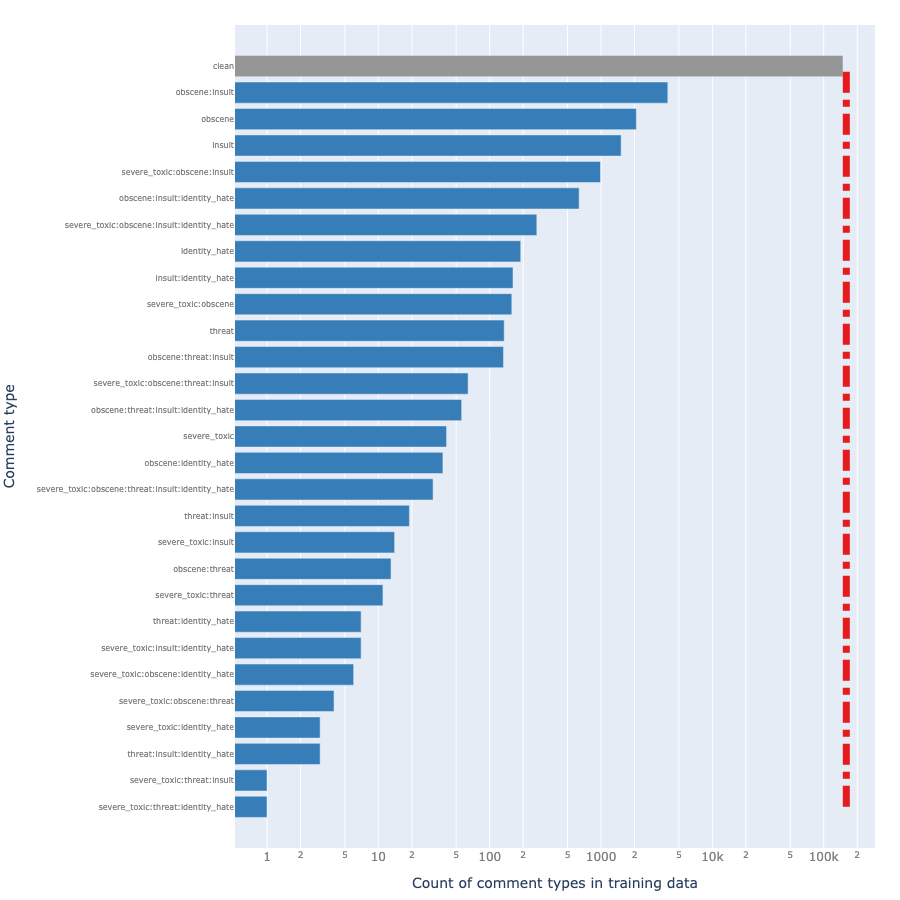 clean
obscene:insult
obscene
insult
severe_toxic:obscene:insult
obscene:insult:identity_hate
severe_toxic:obscene:insult:identity_hate
identity_hate
insult:identity_hate
severe_toxic:obscene
threat
obscene:threat:insult
severe_toxic:obscene:threat:insult
obscene:threat:insult:identity_hate
severe_toxic
obscene:identity_hate
severe_toxic:obscene:threat:insult:identity_hate
threat:insult
severe_toxic:insult
obscene:threat
severe_toxic:threat
threat:identity_hate
severe_toxic:insult:identity_hate
severe_toxic:obscene:identity_hate
severe_toxic:obscene:threat
severe_toxic:identity_hate
threat:insult:identity_hate
severe_toxic:threat:insult
severe_toxic:threat:identity_hate
Comment type
1 2 5 10 2 5 100 2 5 1000 2 5 10k 2 5 100k 2
Count of comment types in training data